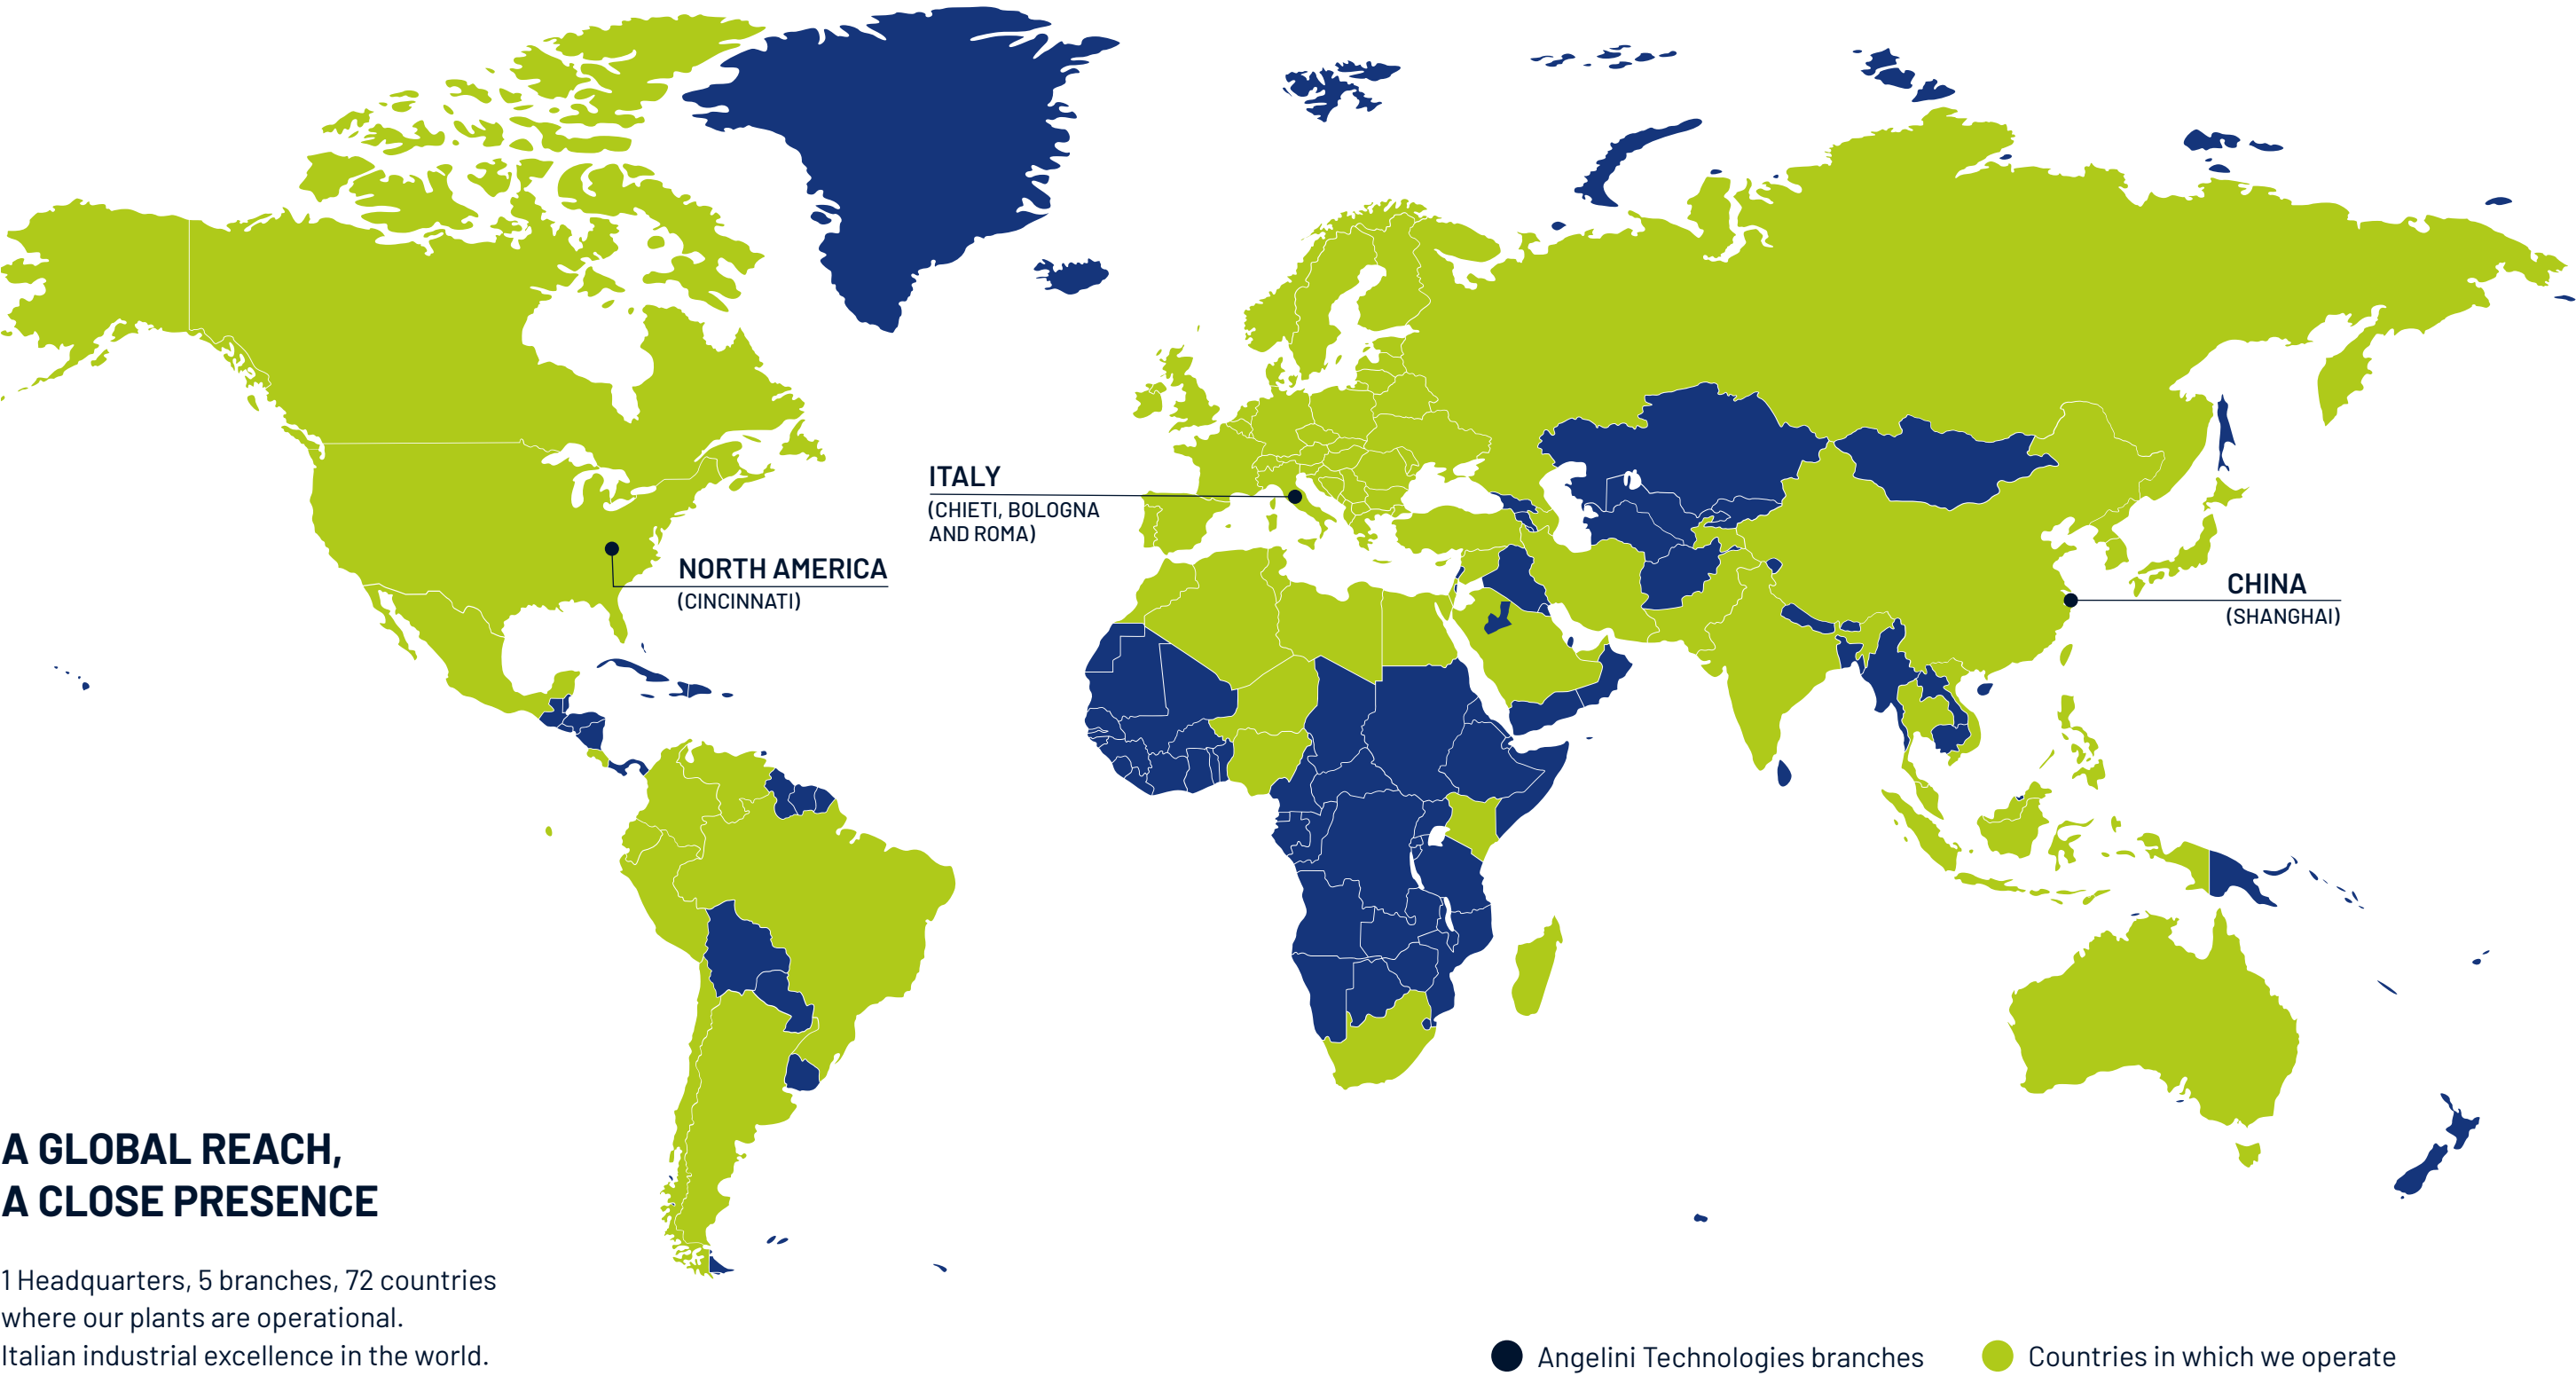 ITALY
(CHIETI, BOLOGNA
AND ROMA)
NORTH AMERICA
(CINCINNATI)
CHINA
(SHANGHAI)
A GLOBAL REACH,
A CLOSE PRESENCE
1 Headquarters, 5 branches, 72 countries
where our plants are operational.
Italian industrial excellence in the world.
Angelini Technologies branches
Countries in which we operate